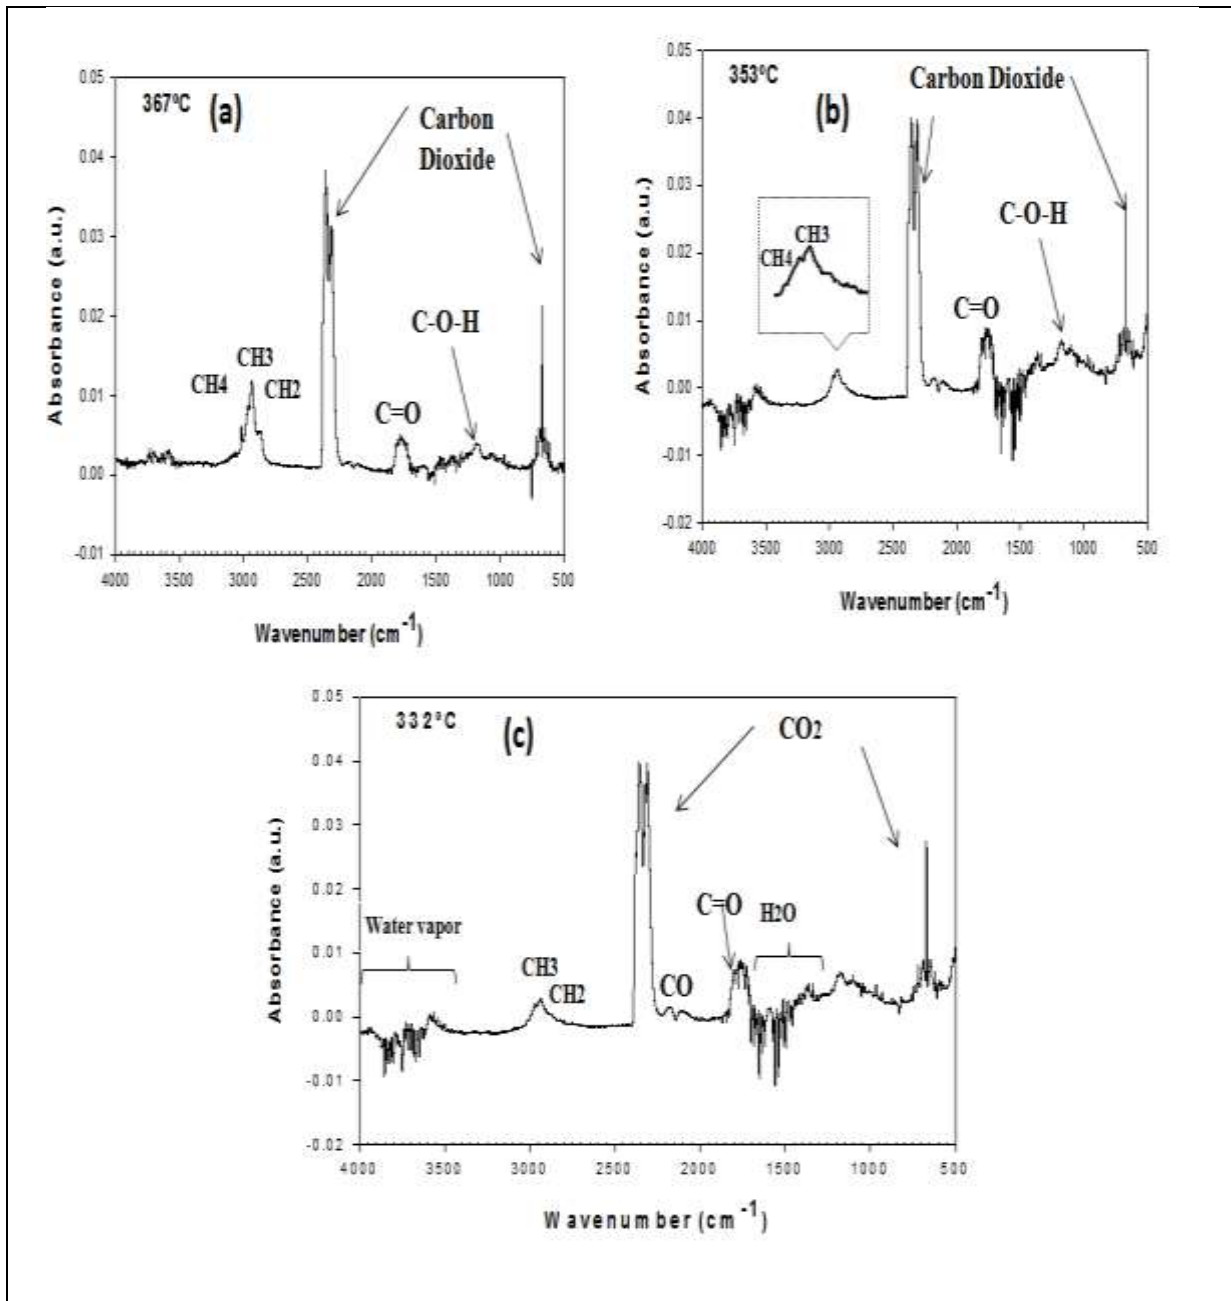 367ºC
(a)
Carbon
Dioxide
0.05
0.04
0.03
0.02
0.01
0.00
-0.01
Absorbance (a.u.)
CH3
CH4
CH2
C=O
C-O-H
4000
3500
3000
2500
2000
1500
1000
500
Wavenumber (cm-1)
353ºC
(b)
Carbon Dioxide
0.05
0.04
0.03
0.02
0.01
0.00
-0.01
-0.02
Absorbance (a.u.)
CH3
CH4
C=O
C-O-H
4000
3500
3000
2500
2000
1500
1000
500
Wavenumber (cm-1)
332ºC
(c)
CO2
0.05
0.04
0.03
0.02
0.01
0.00
-0.01
-0.02
Absorbance (a.u.)
Water vapor
CH3
CH2
CO
C=O
H2O
4000
3500
3000
2500
2000
1500
1000
500
Wavenumber (cm-1)